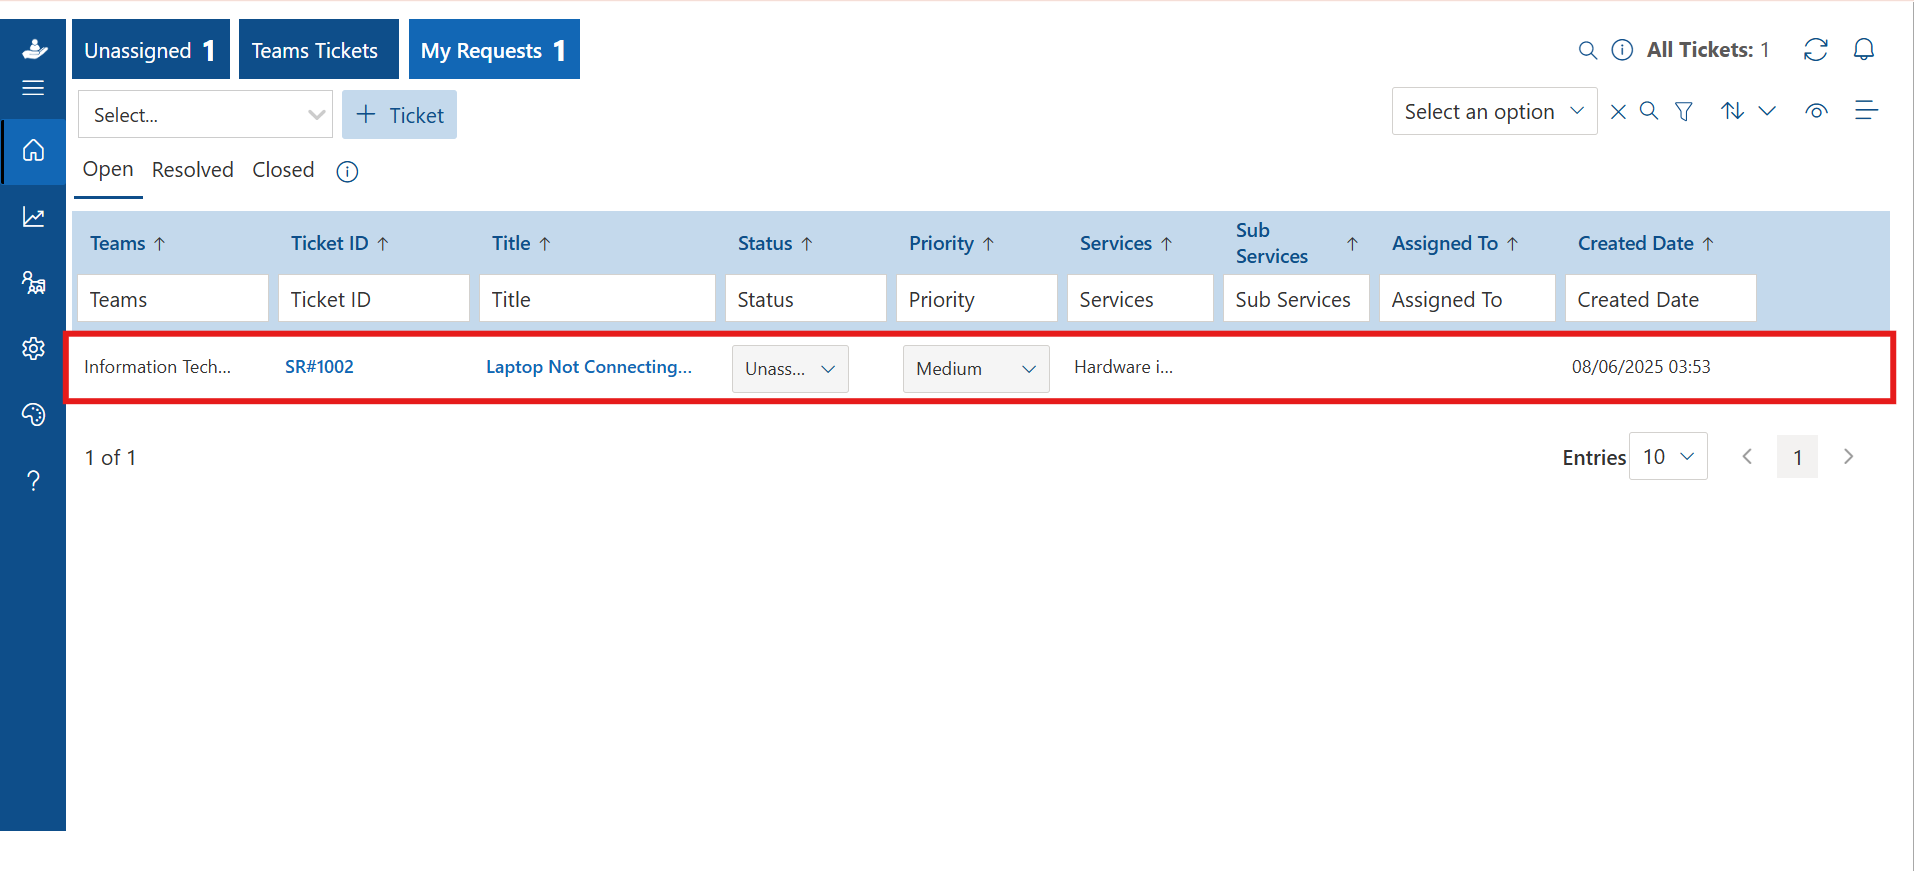 Unassigned 1
Teams Tickets
My Requests 1
All Tickets: 1
Select...
+ Ticket
Select an option
Open
Resolved
Closed
Teams
Ticket ID
Title
Status
Priority
Services
Sub Services
Assigned To
Created Date
Teams
Ticket ID
Title
Status
Priority
Services
Sub Services
Assigned To
Created Date
Information Tech...
SR#1002
Laptop Not Connecting...
Unass...
Medium
Hardware i...
08/06/2025 03:53
1 of 1
Entries
10
1